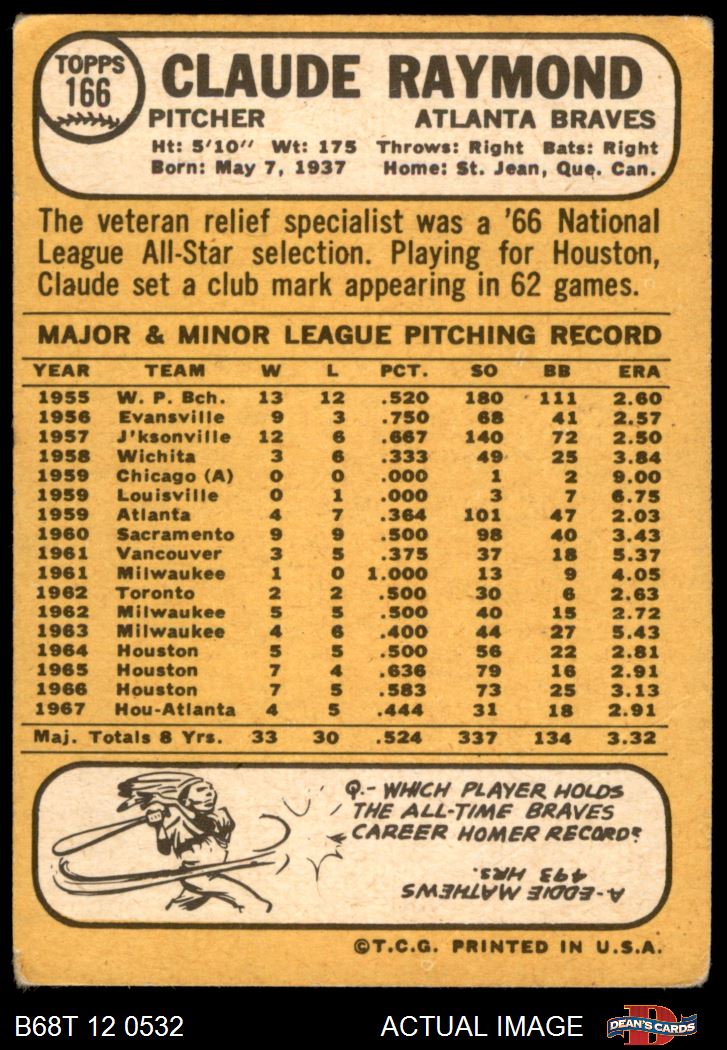 TOPPS
166
CLAUDE RAYMOND
PITCHER ATLANTA BRAVES
Ht: 5'10" Wt: 175 Throws: Right Bats: Right
Born: May 7, 1937 Home: St. Jean, Que. Can.
The veteran relief specialist was a '66 National
League All-Star selection. Playing for Houston,
Claude set a club mark appearing in 62 games.
MAJOR & MINOR LEAGUE PITCHING RECORD
YEAR TEAM W L PCT. SO BB ERA
1955 W. P. Bch. 13 12 .520 180 111 2.60
1956 Evansville 9 3 .750 68 41 2.57
1957 J'ksonville 12 6 .667 140 72 2.50
1958 Wichita 3 6 .333 49 25 3.84
1959 Chicago (A) 0 0 .000 1 2 9.00
1959 Louisville 0 1 .000 3 7 6.75
1959 Atlanta 4 7 .364 101 47 2.03
1960 Sacramento 9 9 .500 98 40 3.43
1961 Vancouver 3 5 .375 37 18 5.37
1961 Milwaukee 1 0 1.000 13 9 4.05
1962 Toronto 2 2 .500 30 6 2.63
1962 Milwaukee 5 5 .500 40 15 2.72
1963 Milwaukee 4 6 .400 44 27 5.43
1964 Houston 5 5 .500 56 22 2.81
1965 Houston 7 4 .636 79 16 2.91
1966 Houston 7 5 .583 73 25 3.13
1967 Hou-Atlanta 4 5 .444 31 18 2.91
Maj. Totals 8 Yrs. 33 30 .524 337 134 3.32
Q.- WHICH PLAYER HOLDS
THE ALL-TIME BRAVES
CAREER HOMER RECORD?
A- EDDIE MATHEWS
493 HRS.
©T.C.G. PRINTED IN U.S.A.
B68T 12 0532 ACTUAL IMAGE DEAN'S CARDS